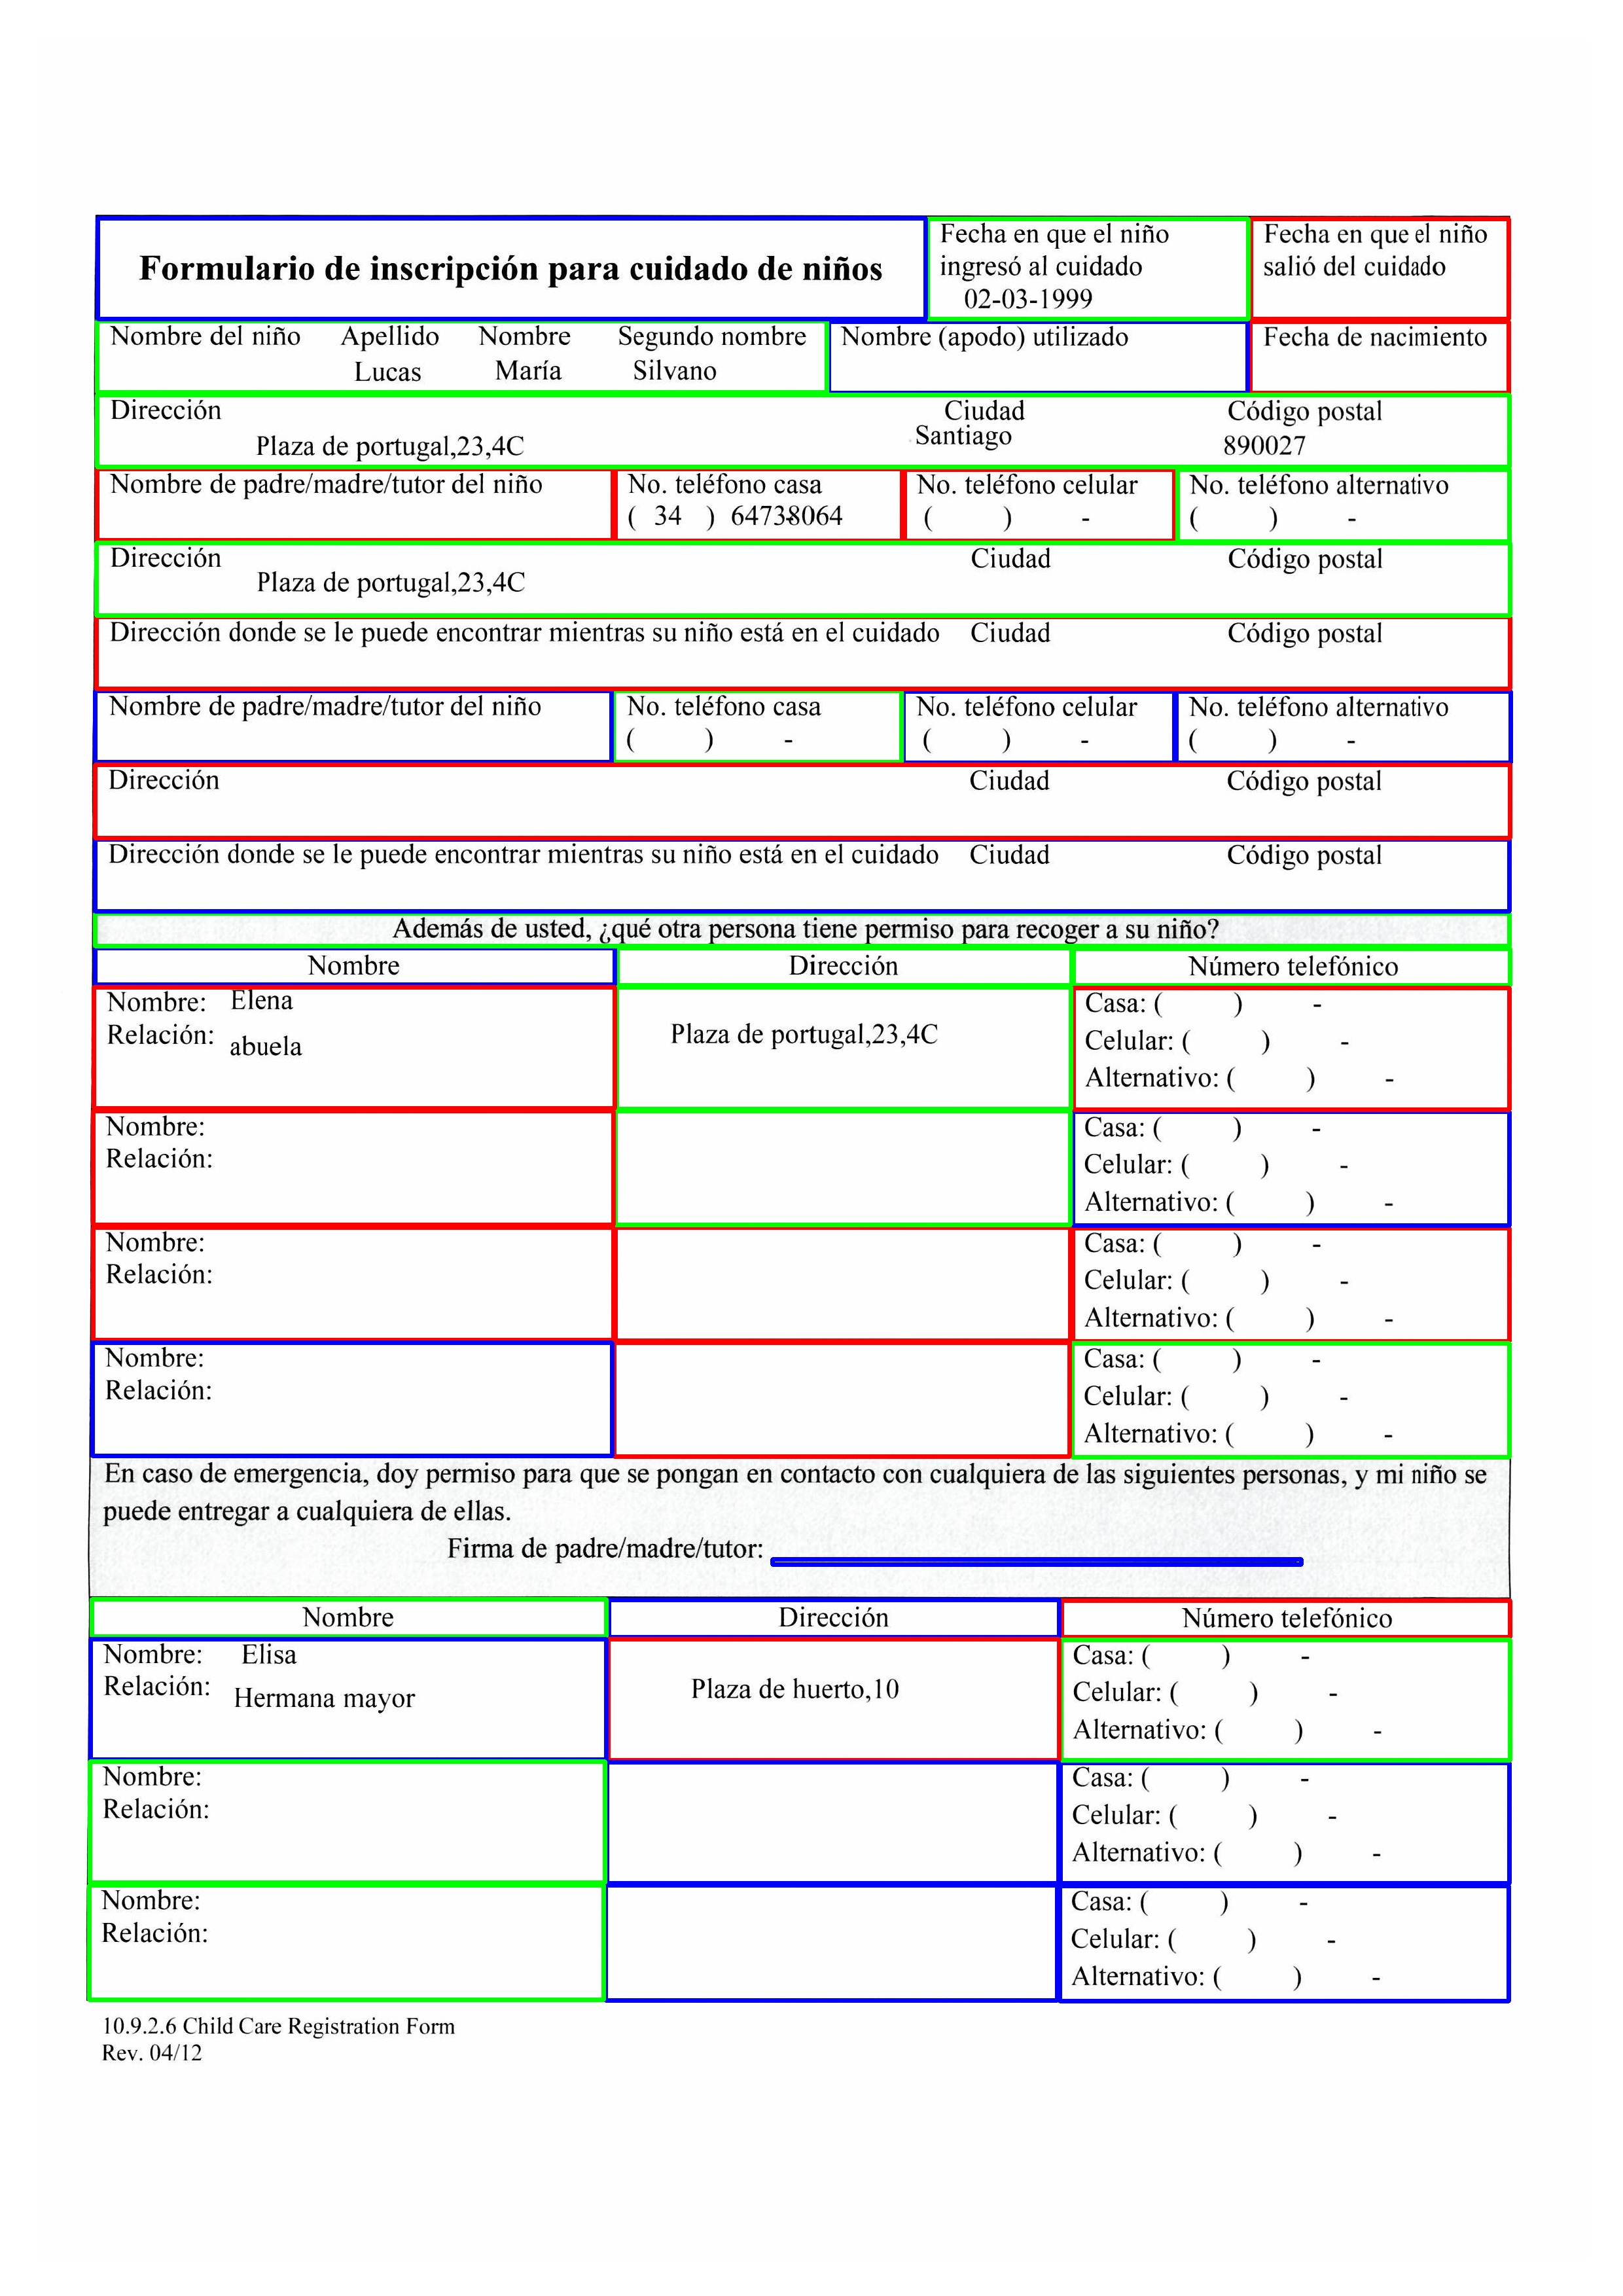 Formulario de inscripción para cuidado de niños
Fecha en que el niño
ingresó al cuidado
02-03-1999
Fecha en que el niño
salió del cuidado
Nombre del niño Apellido Nombre Segundo nombre
Lucas María Silvano
Nombre (apodo) utilizado
Fecha de nacimiento
Dirección Ciudad Código postal
Plaza de portugal,23,4C Santiago 890027
Nombre de padre/madre/tutor del niño
No. teléfono casa
( 34 ) 64738064
No. teléfono celular
( ) -
No. teléfono alternativo
( ) -
Dirección Ciudad Código postal
Plaza de portugal,23,4C
Dirección donde se le puede encontrar mientras su niño está en el cuidado Ciudad Código postal
Nombre de padre/madre/tutor del niño
No. teléfono casa
( ) -
No. teléfono celular
( ) -
No. teléfono alternativo
( ) -
Dirección Ciudad Código postal
Dirección donde se le puede encontrar mientras su niño está en el cuidado Ciudad Código postal
Además de usted, ¿qué otra persona tiene permiso para recoger a su niño?
Nombre Dirección Número telefónico
Nombre: Elena
Relación: abuela
Plaza de portugal,23,4C
Casa: ( ) -
Celular: ( ) -
Alternativo: ( ) -
Nombre:
Relación:
Casa: ( ) -
Celular: ( ) -
Alternativo: ( ) -
Nombre:
Relación:
Casa: ( ) -
Celular: ( ) -
Alternativo: ( ) -
Nombre:
Relación:
Casa: ( ) -
Celular: ( ) -
Alternativo: ( ) -
En caso de emergencia, doy permiso para que se pongan en contacto con cualquiera de las siguientes personas, y mi niño se
puede entregar a cualquiera de ellas.
Firma de padre/madre/tutor:
Nombre Dirección Número telefónico
Nombre: Elisa
Relación: Hermana mayor
Plaza de huerto,10
Casa: ( ) -
Celular: ( ) -
Alternativo: ( ) -
Nombre:
Relación:
Casa: ( ) -
Celular: ( ) -
Alternativo: ( ) -
Nombre:
Relación:
Casa: ( ) -
Celular: ( ) -
Alternativo: ( ) -
10.9.2.6 Child Care Registration Form
Rev. 04/12